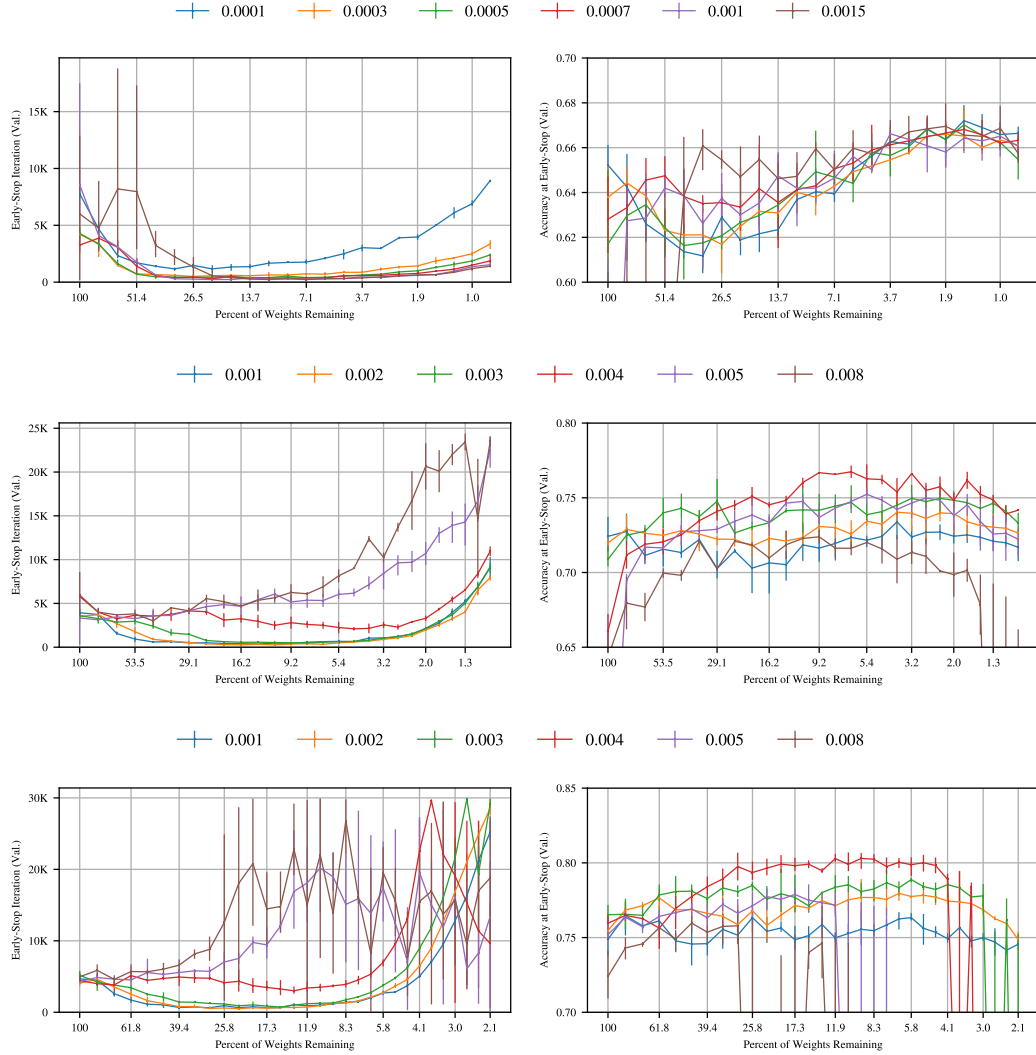 0.0001 0.0003 0.0005 0.0007 0.001 0.0015
Early-Stop Iteration (Val.)
15K
10K
5K
0
100 51.4 26.5 13.7 7.1 3.7 1.9 1.0
Percent of Weights Remaining
Accuracy at Early-Stop (Val.)
0.70
0.68
0.66
0.64
0.62
0.60
100 51.4 26.5 13.7 7.1 3.7 1.9 1.0
Percent of Weights Remaining
0.001 0.002 0.003 0.004 0.005 0.008
Early-Stop Iteration (Val.)
25K
20K
15K
10K
5K
0
100 53.5 29.1 16.2 9.2 5.4 3.2 2.0 1.3
Percent of Weights Remaining
Accuracy at Early-Stop (Val.)
0.80
0.75
0.70
0.65
100 53.5 29.1 16.2 9.2 5.4 3.2 2.0 1.3
Percent of Weights Remaining
0.001 0.002 0.003 0.004 0.005 0.008
Early-Stop Iteration (Val.)
30K
20K
10K
0
100 61.8 39.4 25.8 17.3 11.9 8.3 5.8 4.1 3.0 2.1
Percent of Weights Remaining
Accuracy at Early-Stop (Val.)
0.85
0.80
0.75
0.70
100 61.8 39.4 25.8 17.3 11.9 8.3 5.8 4.1 3.0 2.1
Percent of Weights Remaining